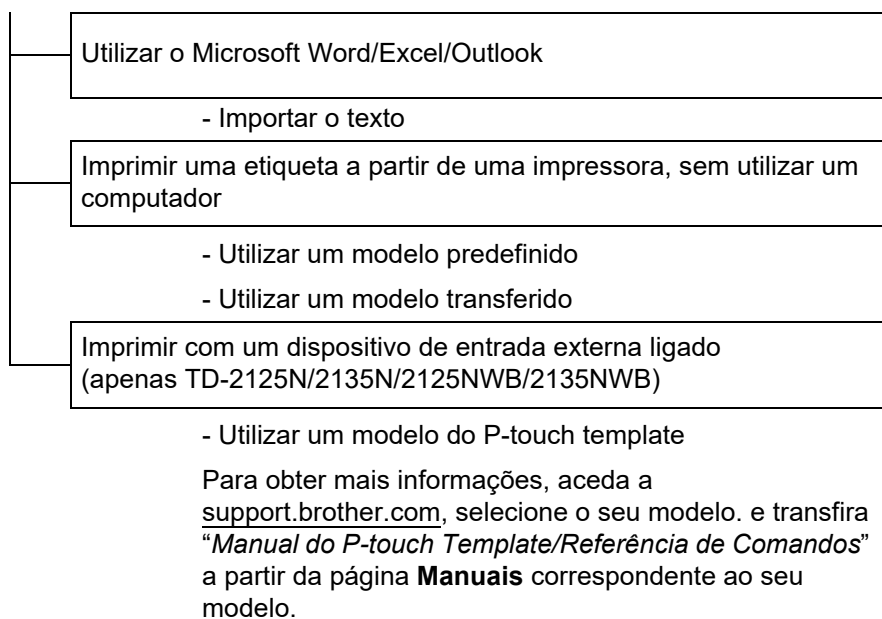 Utilizar o Microsoft Word/Excel/Outlook
- Importar o texto
Imprimir uma etiqueta a partir de uma impressora, sem utilizar um
computador
- Utilizar um modelo predefinido
- Utilizar um modelo transferido
Imprimir com um dispositivo de entrada externa ligado
(apenas TD-2125N/2135N/2125NWB/2135NWB)
- Utilizar um modelo do P-touch template
Para obter mais informações, aceda a
support.brother.com, selecione o seu modelo. e transfira
“Manual do P-touch Template/Referência de Comandos”
a partir da página Manuais correspondente ao seu
modelo.